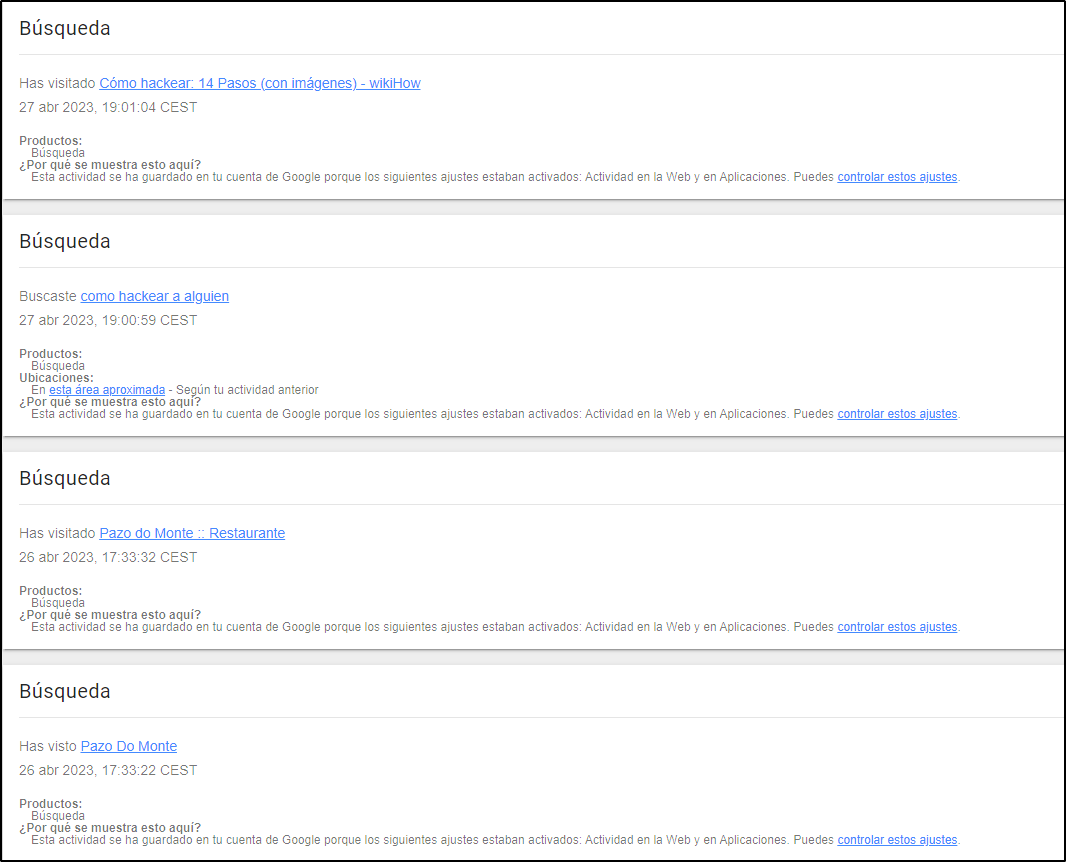 Búsqueda
Has visitado Cómo hackear: 14 Pasos (con imágenes) - wikiHow
27 abr 2023, 19:01:04 CEST
Productos:
Búsqueda
¿Por qué se muestra esto aquí?
Esta actividad se ha guardado en tu cuenta de Google porque los siguientes ajustes estaban activados: Actividad en la Web y en Aplicaciones. Puedes controlar estos ajustes.
Búsqueda
Buscaste como hackear a alguien
27 abr 2023, 19:00:59 CEST
Productos:
Búsqueda
Ubicaciones:
En esta área aproximada - Según tu actividad anterior
¿Por qué se muestra esto aquí?
Esta actividad se ha guardado en tu cuenta de Google porque los siguientes ajustes estaban activados: Actividad en la Web y en Aplicaciones. Puedes controlar estos ajustes.
Búsqueda
Has visitado Pazo do Monte :: Restaurante
26 abr 2023, 17:33:32 CEST
Productos:
Búsqueda
¿Por qué se muestra esto aquí?
Esta actividad se ha guardado en tu cuenta de Google porque los siguientes ajustes estaban activados: Actividad en la Web y en Aplicaciones. Puedes controlar estos ajustes.
Búsqueda
Has visto Pazo Do Monte
26 abr 2023, 17:33:22 CEST
Productos:
Búsqueda
¿Por qué se muestra esto aquí?
Esta actividad se ha guardado en tu cuenta de Google porque los siguientes ajustes estaban activados: Actividad en la Web y en Aplicaciones. Puedes controlar estos ajustes.